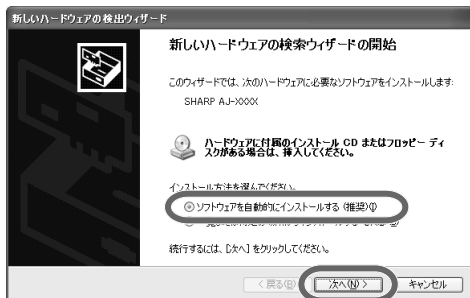 新しいハードウェアの検出ウィザード
新しいハードウェアの検索ウィザードの開始
このウィザードでは、次のハードウェアに必要なソフトウェアをインストールします:
SHARP AJ-XXXX
ハードウェアに付属のインストール CD またはフロッピー ディ
スクがある場合は、挿入してください。
インストール方法を選んでください。
ソフトウェアを自動的にインストールする (推奨)(I)
続行するには、[次へ] をクリックしてください。
< 戻る(B)
次へ(N) >
キャンセル